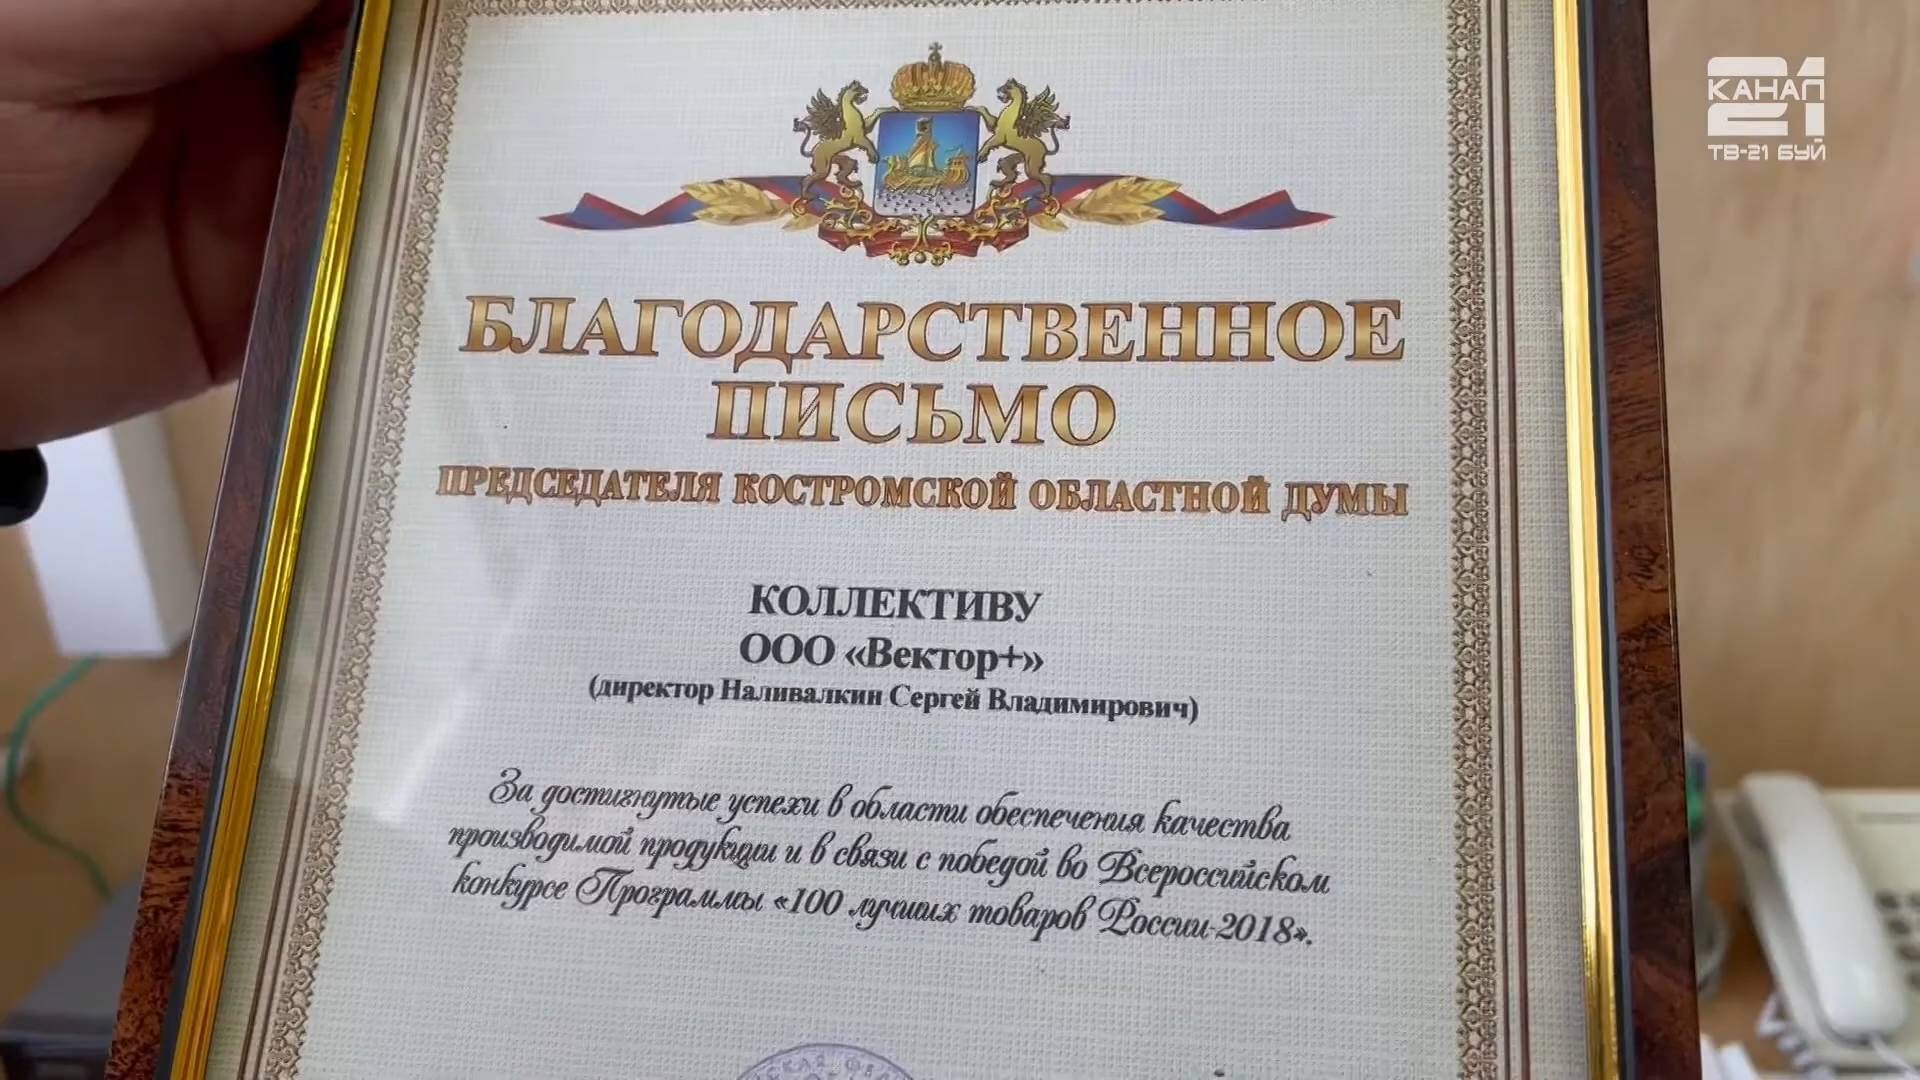 21
КАНАЛ
ТВ-21 БУЙ
БЛАГОДАРСТВЕННОЕ
ПИСЬМО
ПРЕДСЕДАТЕЛЯ КОСТРОМСКОЙ ОБЛАСТНОЙ ДУМЫ
КОЛЛЕКТИВУ
ООО «Вектор+»
(директор Наливалкин Сергей Владимирович)
За достигнутые успехи в области обеспечения качества
производимой продукции и в связи с победой во Всероссийском
конкурсе Программы «100 лучших товаров России-2018».